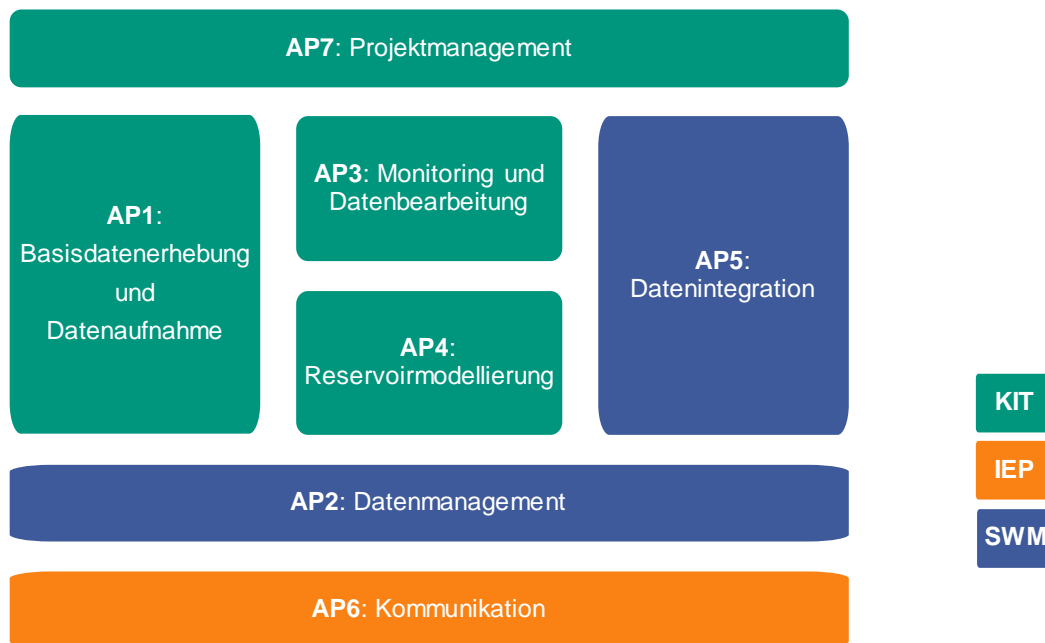 AP7: Projektmanagement
AP1:
Basisdatenerhebung
und
Datenaufnahme
AP3: Monitoring und
Datenbearbeitung
AP4:
Reservoirmodellierung
AP5:
Datenintegration
AP2: Datenmanagement
AP6: Kommunikation
KIT
IEP
SWM